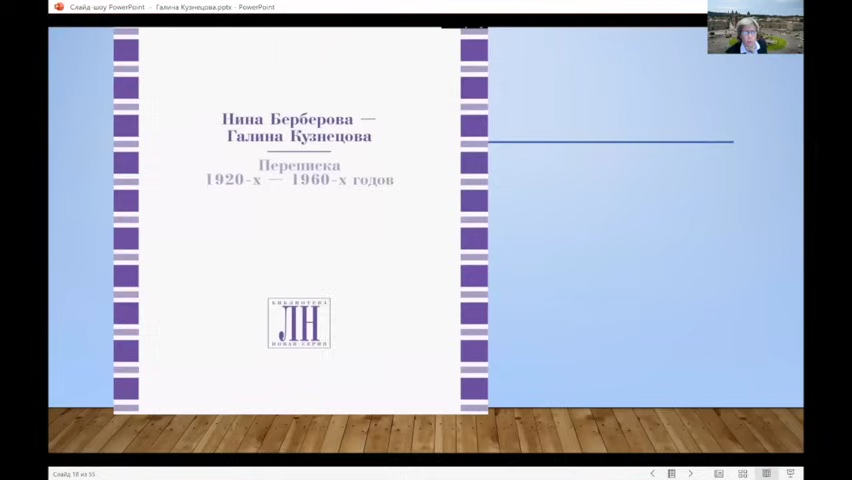 Слайд-шоу PowerPoint - Галина Кузнецова.pptx - PowerPoint
Нина Берберова —
Галина Кузнецова
Переписка
1920-х — 1960-х годов
БИБЛИОТЕКА
ЛН
НОВАЯ СЕРИЯ
Слайд 18 из 55